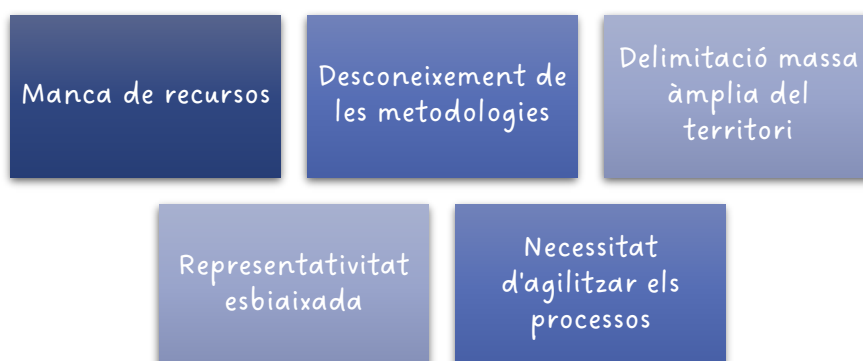 Manca de recursos
Desconeixement de
les metodologies
Delimitació massa
àmplia del
territori
Representativitat
esbiaixada
Necessitat
d'agilitzar els
processos